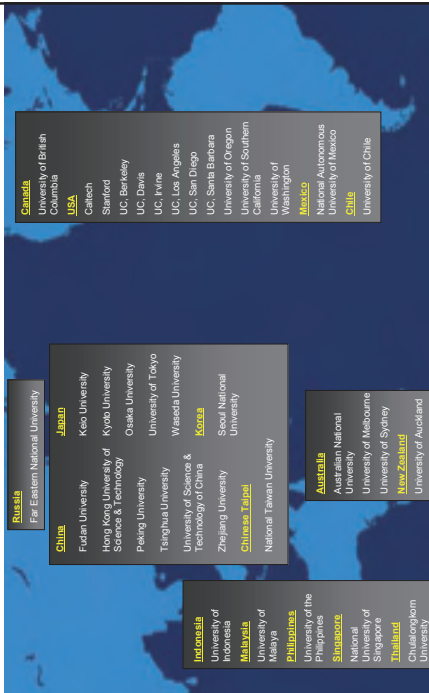 Russia
Far Eastern National University
China
Fudan University
Hong Kong University of
Science & Technology
Peking University
Tsinghua University
University of Science &
Technology of China
Zhejiang University
Chinese Taipei
National Taiwan University
Japan
Keio University
Kyoto University
Osaka University
University of Tokyo
Waseda University
Korea
Seoul National
University
Indonesia
University of
Indonesia
Malaysia
University of
Malaya
Philippines
University of the
Philippines
Singapore
National
University of
Singapore
Thailand
Chulalongkorn
University
Australia
Australian National
University
University of Melbourne
University of Sydney
New Zealand
University of Auckland
Canada
University of British
Columbia
USA
Caltech
Stanford
UC, Berkeley
UC, Davis
UC, Irvine
UC, Los Angeles
UC, San Diego
UC, Santa Barbara
University of Oregon
University of Southern
California
University of
Washington
Mexico
National Autonomous
University of Mexico
Chile
University of Chile